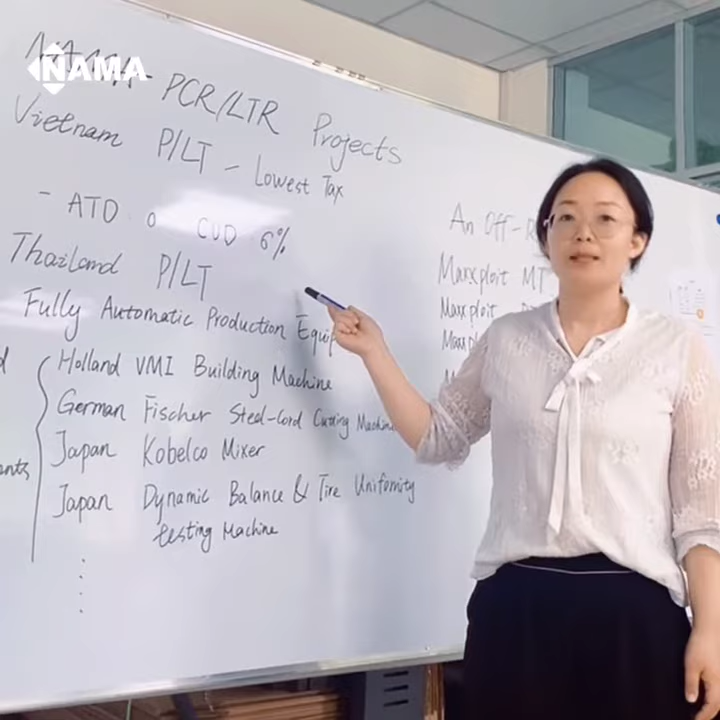 NAMA
PCR/LTR Projects
Vietnam P/LT - Lowest Tax
- ATD 0 CUD 6%
Thailand P/LT
Fully Automatic Production Equip
Holland VMI Building Machine
German Fischer Steel-Cord Cutting Machine
Japan Kobelco Mixer
Japan Dynamic Balance & Tire Uniformity
testing Machine
An Off-R
Maxxploit MT
Maxxploit
Maxxploit